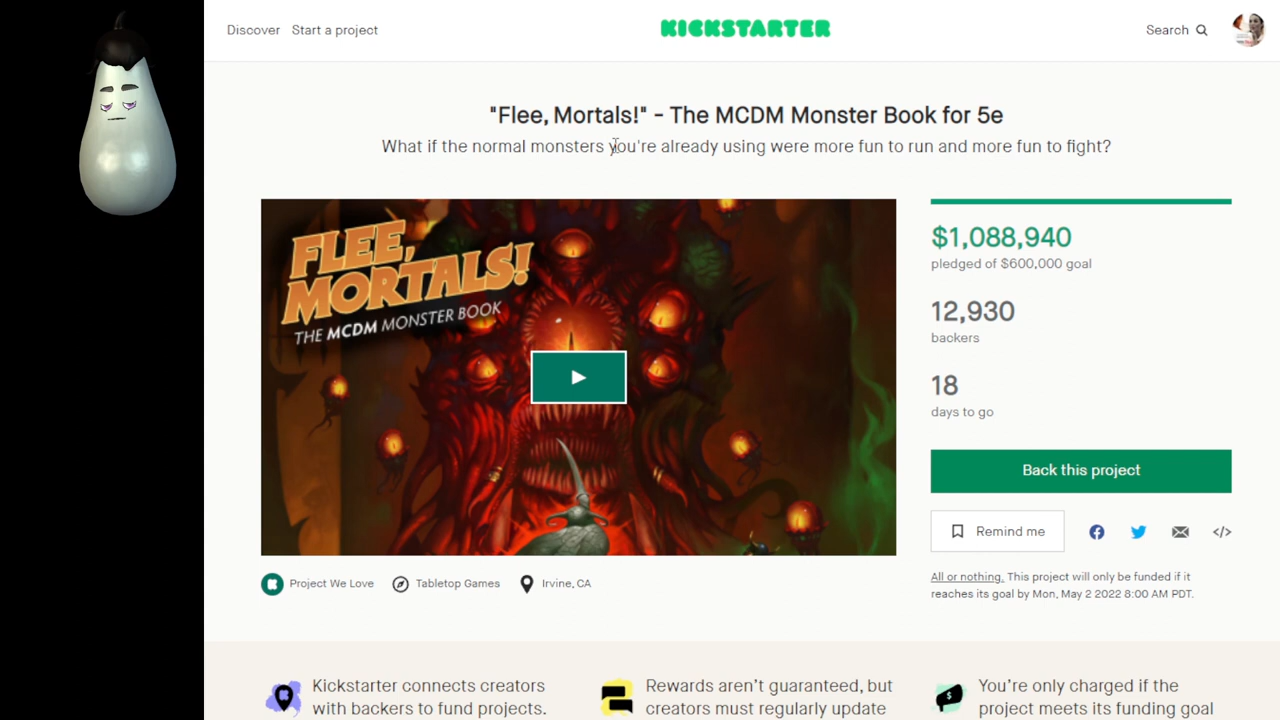 Discover Start a project
KICKSTARTER
Search
"Flee, Mortals!" - The MCDM Monster Book for 5e
What if the normal monsters you're already using were more fun to run and more fun to fight?
FLEE,
MORTALS!
THE MCDM MONSTER BOOK
$1,088,940
pledged of $600,000 goal
12,930
backers
18
days to go
Back this project
Remind me
All or nothing. This project will only be funded if it
reaches its goal by Mon, May 2 2022 8:00 AM PDT.
Project We Love Tabletop Games Irvine, CA
Kickstarter connects creators
with backers to fund projects.
Rewards aren't guaranteed, but
creators must regularly update
You're only charged if the
project meets its funding goal